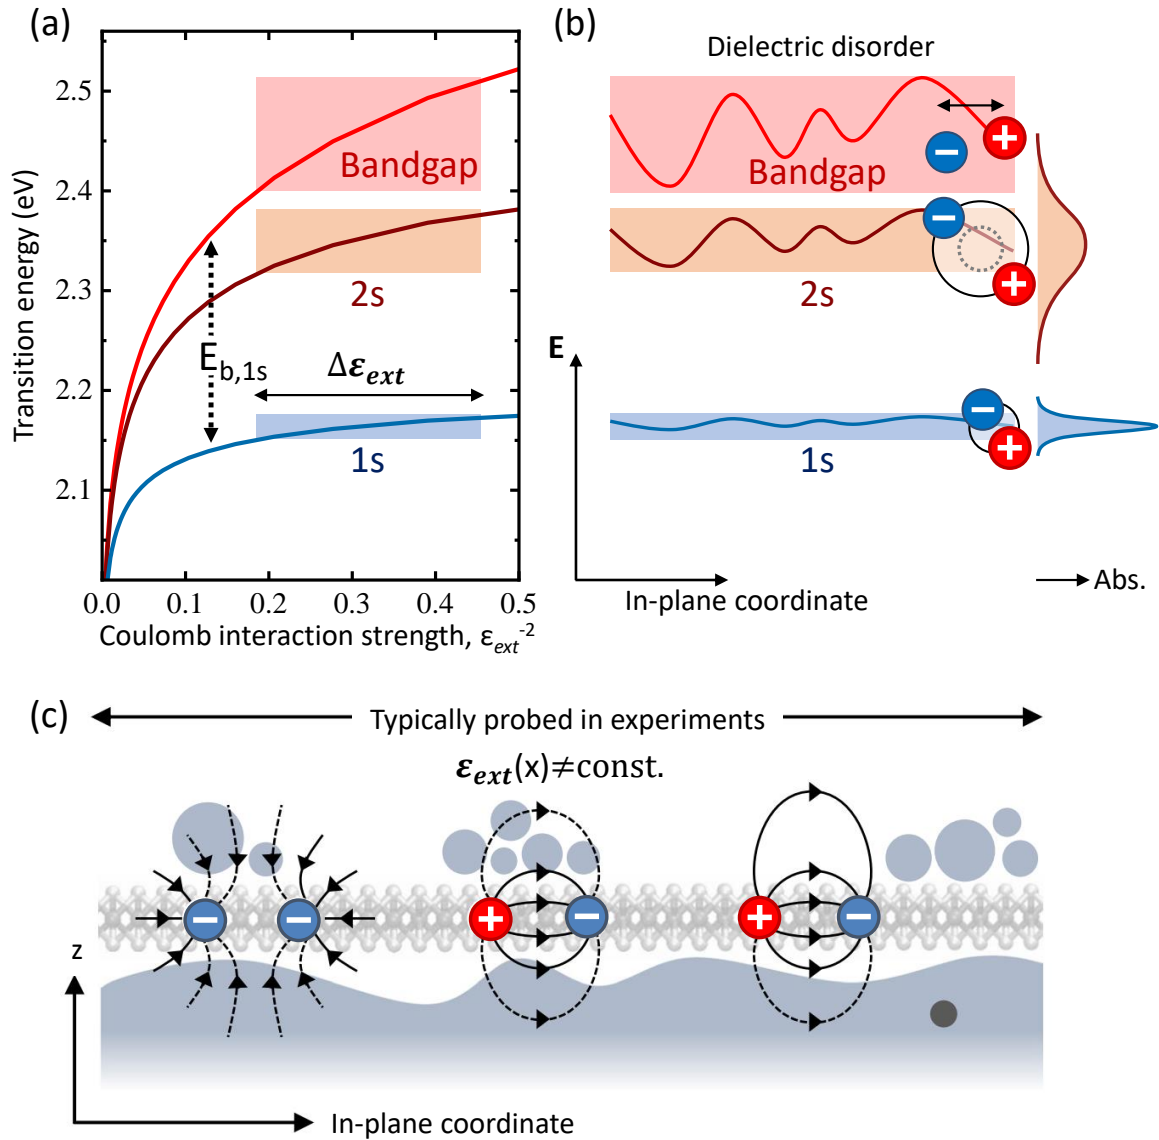 (a)
Transition energy (eV)
2.5
2.4
2.3
2.2
2.1
Bandgap
2s
E_b,1s
Δε_ext
1s
0.0 0.1 0.2 0.3 0.4 0.5
Coulomb interaction strength, ε_ext^-2
(b)
Dielectric disorder
Bandgap
−
+
−
+
2s
E
−
+
1s
In-plane coordinate
Abs.
(c)
Typically probed in experiments
ε_ext(x)≠const.
− − + − + −
z
In-plane coordinate